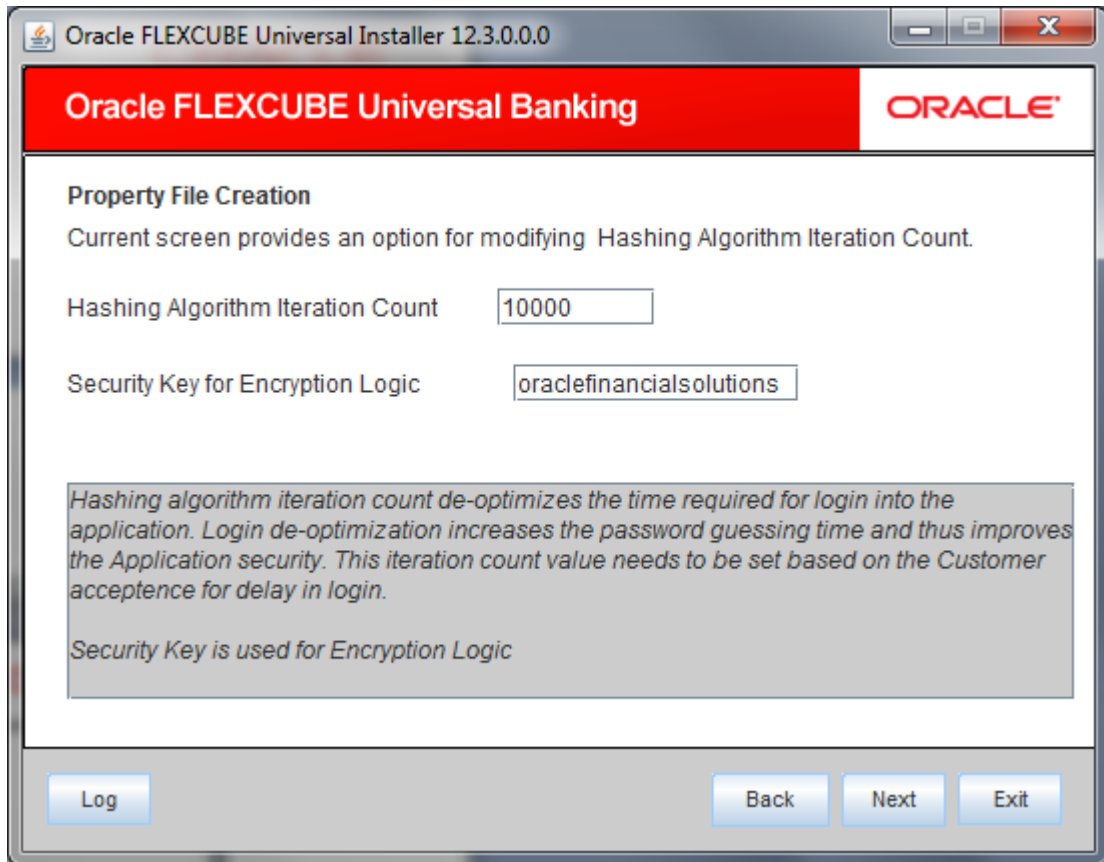 Oracle FLEXCUBE Universal Installer 12.3.0.0.0
Oracle FLEXCUBE Universal Banking
ORACLE
Property File Creation
Current screen provides an option for modifying Hashing Algorithm Iteration Count.
Hashing Algorithm Iteration Count 10000
Security Key for Encryption Logic oraclefinancialsolutions
Hashing algorithm iteration count de-optimizes the time required for login into the
application. Login de-optimization increases the password guessing time and thus improves
the Application security. This iteration count value needs to be set based on the Customer
acceptence for delay in login.
Security Key is used for Encryption Logic
Log Back Next Exit